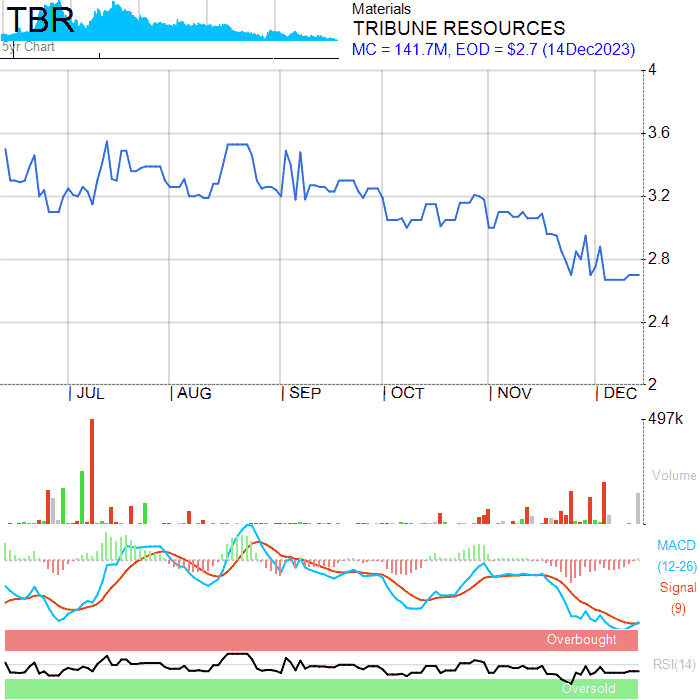 TBR
5yr Chart
Materials
TRIBUNE RESOURCES
MC = 141.7M, EOD = $2.7 (14Dec2023)
4
3.6
3.2
2.8
2.4
2
JUL
AUG
SEP
OCT
NOV
DEC
497k
Volume
MACD
(12-26)
Signal
(9)
Overbought
RSI(14)
Oversold